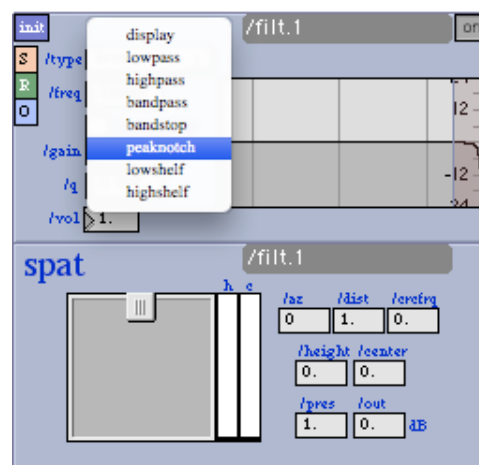 init /filt.1 on
display
S /type lowpass
highpass
R /freq bandpass
O 12
bandstop
/gain peaknotch
-12
/q lowshelf
highshelf
/vol 1.
spat /filt.1
h c
/az /dist /crcfrq
0 1. 0.
/height /center
0. 0.
/pres /out
1. 0. dB